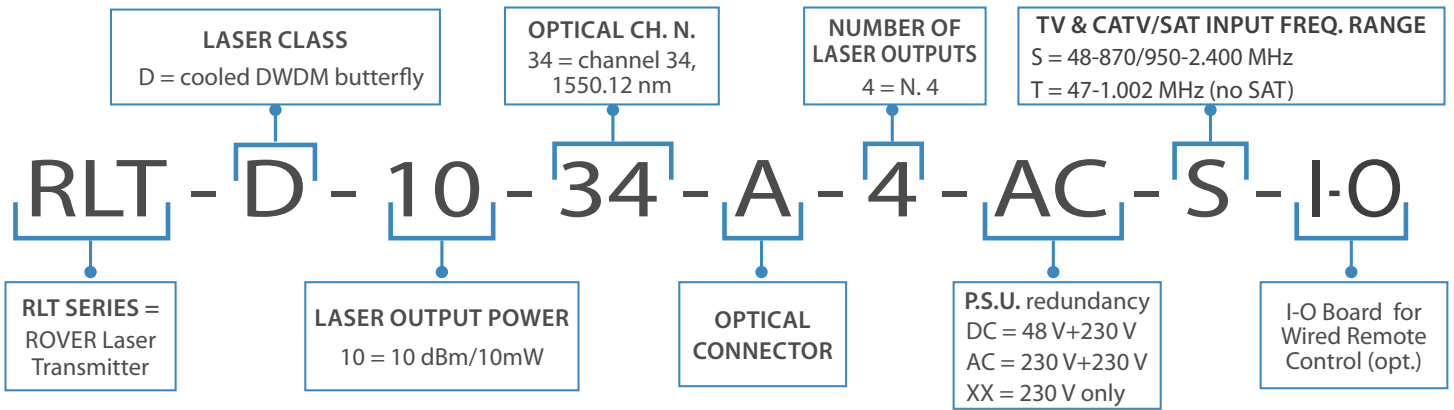 LASER CLASS
D = cooled DWDM butterfly
OPTICAL CH. N.
34 = channel 34,
1550.12 nm
NUMBER OF
LASER OUTPUTS
4 = N. 4
TV & CATV/SAT INPUT FREQ. RANGE
S = 48-870/950-2.400 MHz
T = 47-1.002 MHz (no SAT)
RLT - D - 10 - 34 - A - 4 - AC - S - I-O
RLT SERIES =
ROVER Laser
Transmitter
LASER OUTPUT POWER
10 = 10 dBm/10mW
OPTICAL
CONNECTOR
P.S.U. redundancy
DC = 48 V+230 V
AC = 230 V+230 V
XX = 230 V only
I-O Board for
Wired Remote
Control (opt.)